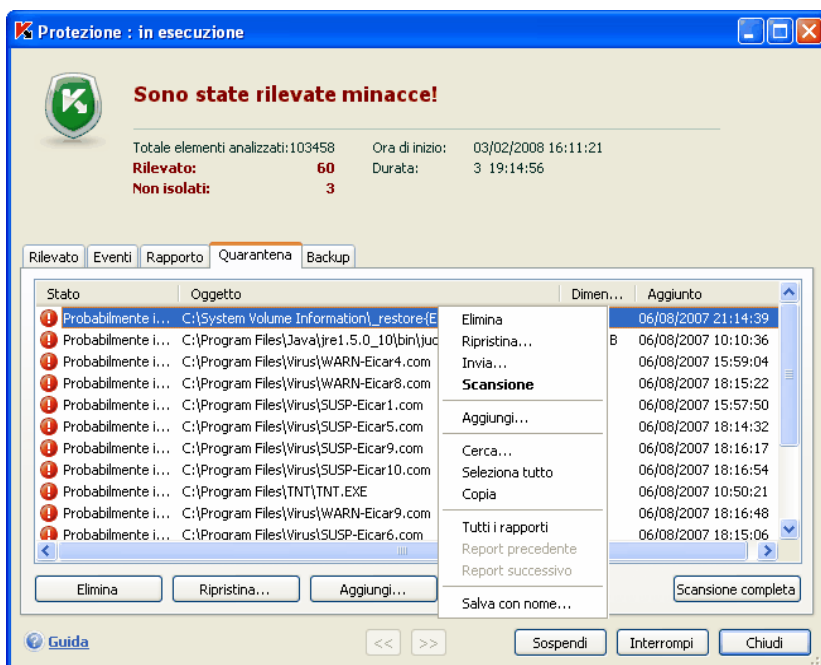 Protezione : in esecuzione
Sono state rilevate minacce!
Totale elementi analizzati:103458 Ora di inizio: 03/02/2008 16:11:21
Rilevato: 60 Durata: 3 19:14:56
Non isolati: 3
Rilevato Eventi Rapporto Quarantena Backup
Stato Oggetto Dimen... Aggiunto
Probabilmente i... C:\System Volume Information\_restore{E 06/08/2007 21:14:39
Probabilmente i... C:\Program Files\Java\jre1.5.0_10\bin\juc B 06/08/2007 10:10:36
Probabilmente i... C:\Program Files\Virus\WARN-Eicar4.com 06/08/2007 15:59:04
Probabilmente i... C:\Program Files\Virus\WARN-Eicar8.com 06/08/2007 18:15:22
Probabilmente i... C:\Program Files\Virus\SUSP-Eicar1.com 06/08/2007 15:57:50
Probabilmente i... C:\Program Files\Virus\SUSP-Eicar5.com 06/08/2007 18:14:32
Probabilmente i... C:\Program Files\Virus\SUSP-Eicar9.com 06/08/2007 18:16:17
Probabilmente i... C:\Program Files\Virus\SUSP-Eicar10.com 06/08/2007 18:16:54
Probabilmente i... C:\Program Files\TNT\TNT.EXE 06/08/2007 10:50:21
Probabilmente i... C:\Program Files\Virus\WARN-Eicar9.com 06/08/2007 18:16:48
Probabilmente i... C:\Program Files\Virus\SUSP-Eicar6.com 06/08/2007 18:15:06
Elimina
Ripristina...
Invia...
Scansione
Aggiungi...
Cerca...
Seleziona tutto
Copia
Tutti i rapporti
Report precedente
Report successivo
Salva con nome...
Elimina Ripristina... Aggiungi... Scansione completa
Guida << >> Sospendi Interrompi Chiudi